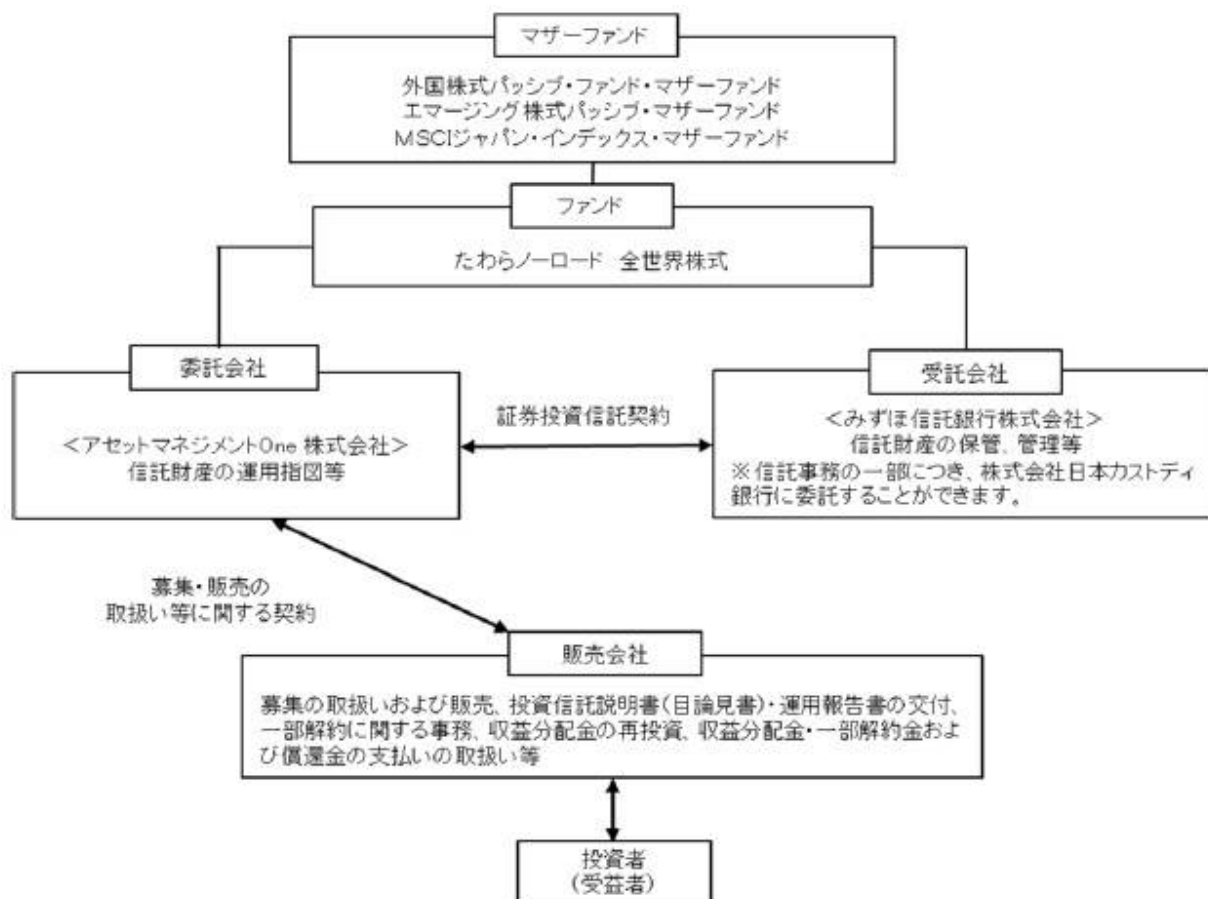 マザーファンド
外国株式パッシブ・ファンド・マザーファンド
エマージング株式パッシブ・マザーファンド
MSCIジャパン・インデックス・マザーファンド
ファンド
たわらノーロード 全世界株式
委託会社
<アセットマネジメントOne 株式会社>
信託財産の運用指図等
証券投資信託契約
受託会社
<みずほ信託銀行株式会社>
信託財産の保管、管理等
※信託事務の一部につき、株式会社日本カストディ
銀行に委託することができます。
募集・販売の
取扱い等に関する契約
販売会社
募集の取扱いおよび販売、投資信託説明書(目論見書)・運用報告書の交付、
一部解約に関する事務、収益分配金の再投資、収益分配金・一部解約金およ
び償還金の支払いの取扱い等
投資者
(受益者)